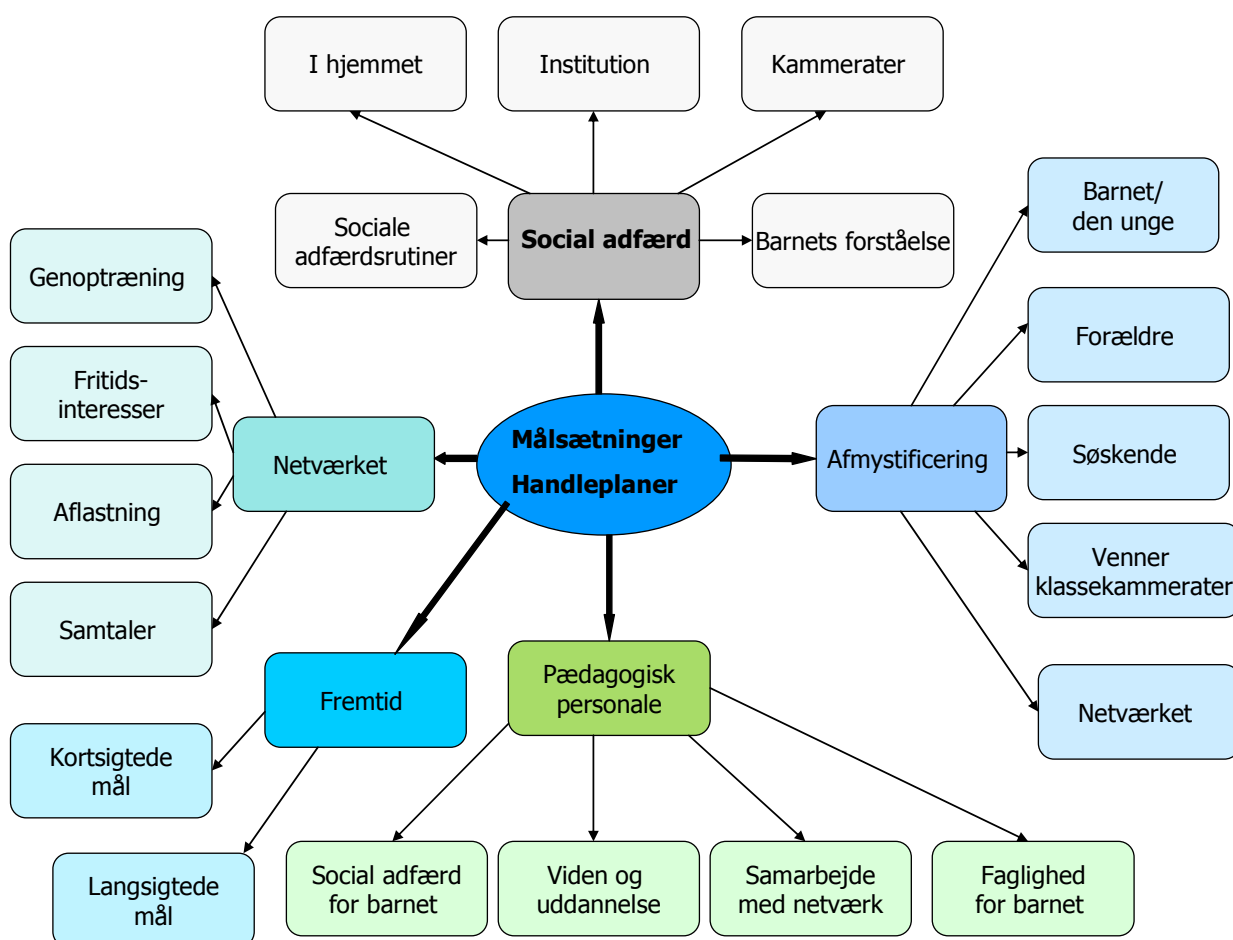 I hjemmet
Institution
Kammerater
Sociale
adfærdsrutiner
Social adfærd
Barnets forståelse
Barnet/
den unge
Genoptræning
Forældre
Fritids-
interesser
Netværket
Målsætninger
Handleplaner
Afmystificering
Søskende
Aflastning
Venner
klassekammerater
Samtaler
Fremtid
Pædagogisk
personale
Netværket
Kortsigtede
mål
Langsigtede
mål
Social adfærd
for barnet
Viden og
uddannelse
Samarbejde
med netværk
Faglighed
for barnet